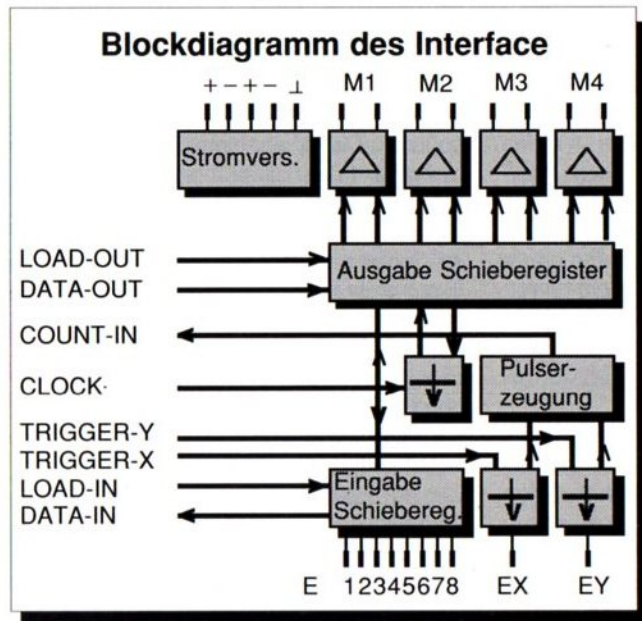 Blockdiagramm des Interface
+ − + − ⊥ M1 M2 M3 M4
Stromvers.
LOAD-OUT
Ausgabe Schieberegister
DATA-OUT
COUNT-IN
Pulser-
zeugung
CLOCK
TRIGGER-Y
TRIGGER-X
LOAD-IN
Eingabe
Schiebereg.
DATA-IN
E 12345678 EX EY